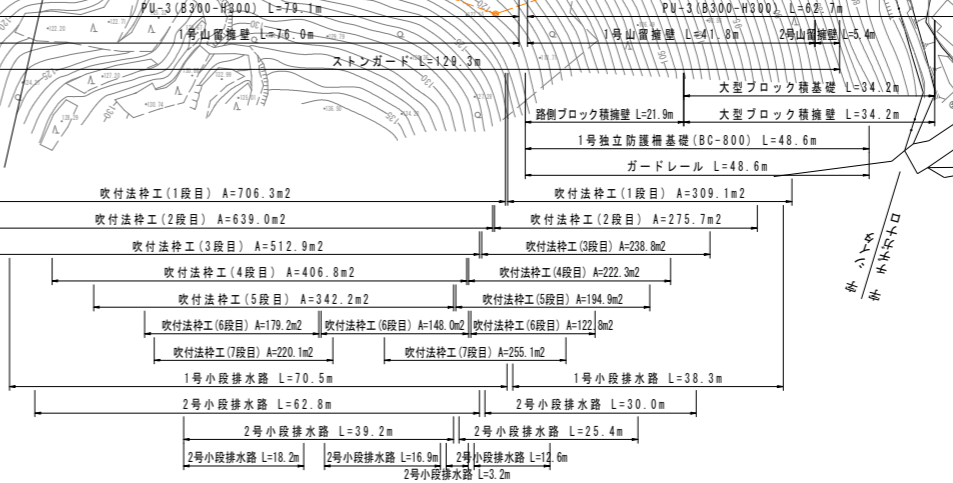 PU-3(B300-H300) L=79.1m
PU-3(B300-H300) L=62.7m
1号山留擁壁 L=76.0m
1号山留擁壁 L=41.8m
2号山留擁壁 L=5.4m
ストンガード L=129.3m
大型ブロック積基礎 L=34.2m
路側ブロック積擁壁 L=21.9m
大型ブロック積擁壁 L=34.2m
1号独立防護柵基礎(BC-800) L=48.6m
ガードレール L=48.6m
吹付法枠工(1段目) A=706.3m2
吹付法枠工(1段目) A=309.1m2
吹付法枠工(2段目) A=639.0m2
吹付法枠工(2段目) A=275.7m2
吹付法枠工(3段目) A=512.9m2
吹付法枠工(3段目) A=238.8m2
吹付法枠工(4段目) A=406.8m2
吹付法枠工(4段目) A=222.3m2
吹付法枠工(5段目) A=342.2m2
吹付法枠工(5段目) A=194.9m2
吹付法枠工(6段目) A=179.2m2
吹付法枠工(6段目) A=148.0m2
吹付法枠工(6段目) A=122.8m2
吹付法枠工(7段目) A=220.1m2
吹付法枠工(7段目) A=255.1m2
1号小段排水路 L=70.5m
1号小段排水路 L=38.3m
2号小段排水路 L=62.8m
2号小段排水路 L=30.0m
2号小段排水路 L=39.2m
2号小段排水路 L=25.4m
2号小段排水路 L=18.2m
2号小段排水路 L=16.9m
2号小段排水路 L=12.6m
2号小段排水路 L=3.2m